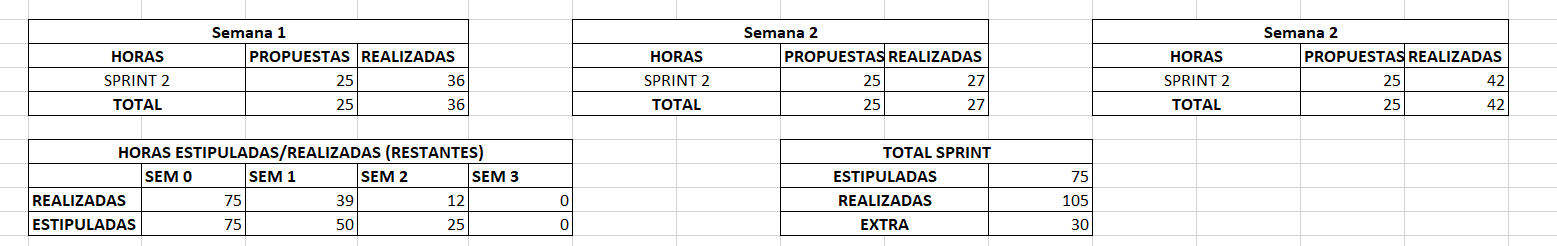 Semana 1 Semana 2 Semana 2
HORAS PROPUESTAS REALIZADAS HORAS PROPUESTAS REALIZADAS HORAS PROPUESTAS REALIZADAS
SPRINT 2 25 36 SPRINT 2 25 27 SPRINT 2 25 42
TOTAL 25 36 TOTAL 25 27 TOTAL 25 42
HORAS ESTIPULADAS/REALIZADAS (RESTANTES) TOTAL SPRINT
SEM 0 SEM 1 SEM 2 SEM 3 ESTIPULADAS 75
REALIZADAS 75 39 12 0 REALIZADAS 105
ESTIPULADAS 75 50 25 0 EXTRA 30